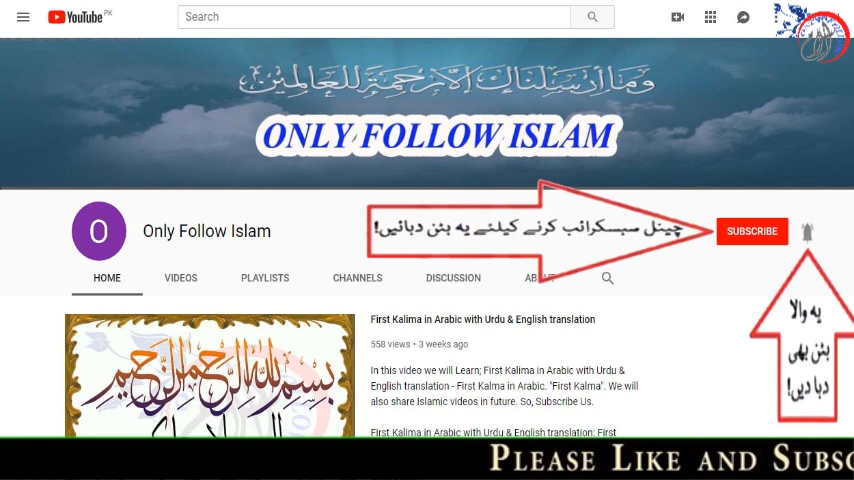 YouTube PK
Search
وما أرسلناك إلا رحمة للعالمين
ONLY FOLLOW ISLAM
O
Only Follow Islam
چینل سبسکرائب کرنے کیلئے یہ بٹن دبائیں!
SUBSCRIBE
HOME VIDEOS PLAYLISTS CHANNELS DISCUSSION
یہ والا
بٹن بھی
دبا دیں!
First Kalima in Arabic with Urdu & English translation
558 views • 3 weeks ago
In this video we will Learn; First Kalima in Arabic with Urdu &
English translation - First Kalma in Arabic. "First Kalma". We will
also share Islamic videos in future. So, Subscribe Us.
First Kalima in Arabic with Urdu & English translation: First
بسم الله الرحمن الرحيم
PLEASE LIKE AND SUBSC